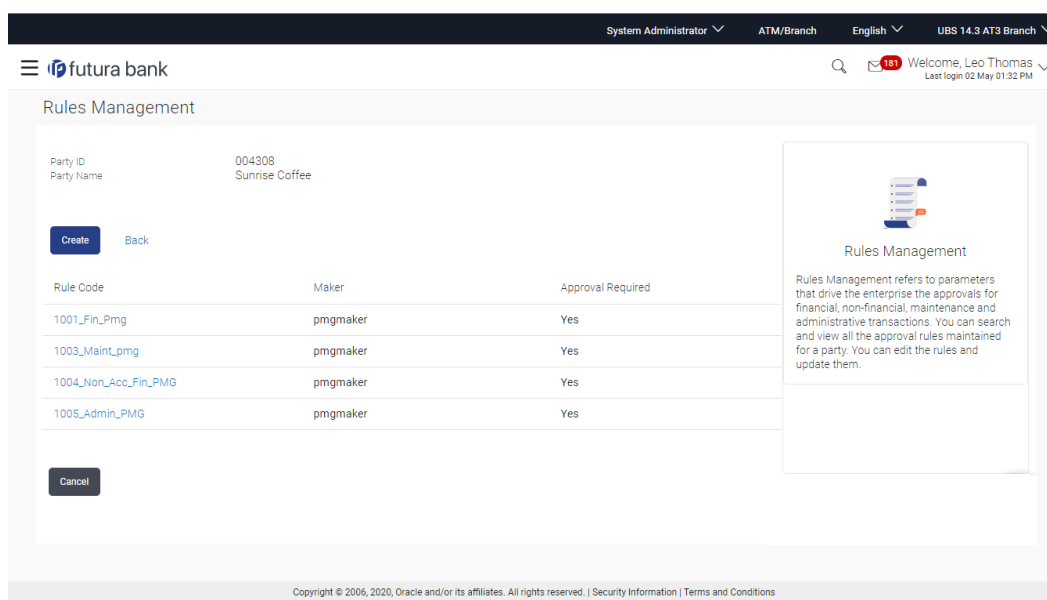 System Administrator ATM/Branch English UBS 14.3 AT3 Branch
futura bank
181 Welcome, Leo Thomas
Last login 02 May 01:32 PM
Rules Management
Party ID 004308
Party Name Sunrise Coffee
Create Back
Rule Code Maker Approval Required
1001_Fin_Pmg pmgmaker Yes
1003_Maint_pmg pmgmaker Yes
1004_Non_Acc_Fin_PMG pmgmaker Yes
1005_Admin_PMG pmgmaker Yes
Cancel
Rules Management
Rules Management refers to parameters
that drive the enterprise the approvals for
financial, non-financial, maintenance and
administrative transactions. You can search
and view all the approval rules maintained
for a party. You can edit the rules and
update them.
Copyright © 2006, 2020, Oracle and/or its affiliates. All rights reserved. | Security Information | Terms and Conditions